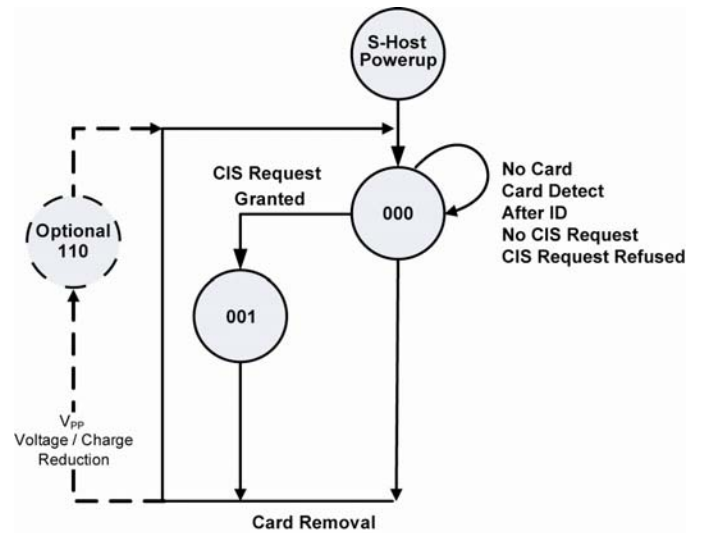 S-Host
Powerup
CIS Request
Granted
000
No Card
Card Detect
After ID
No CIS Request
CIS Request Refused
Optional
110
001
VPP
Voltage / Charge
Reduction
Card Removal